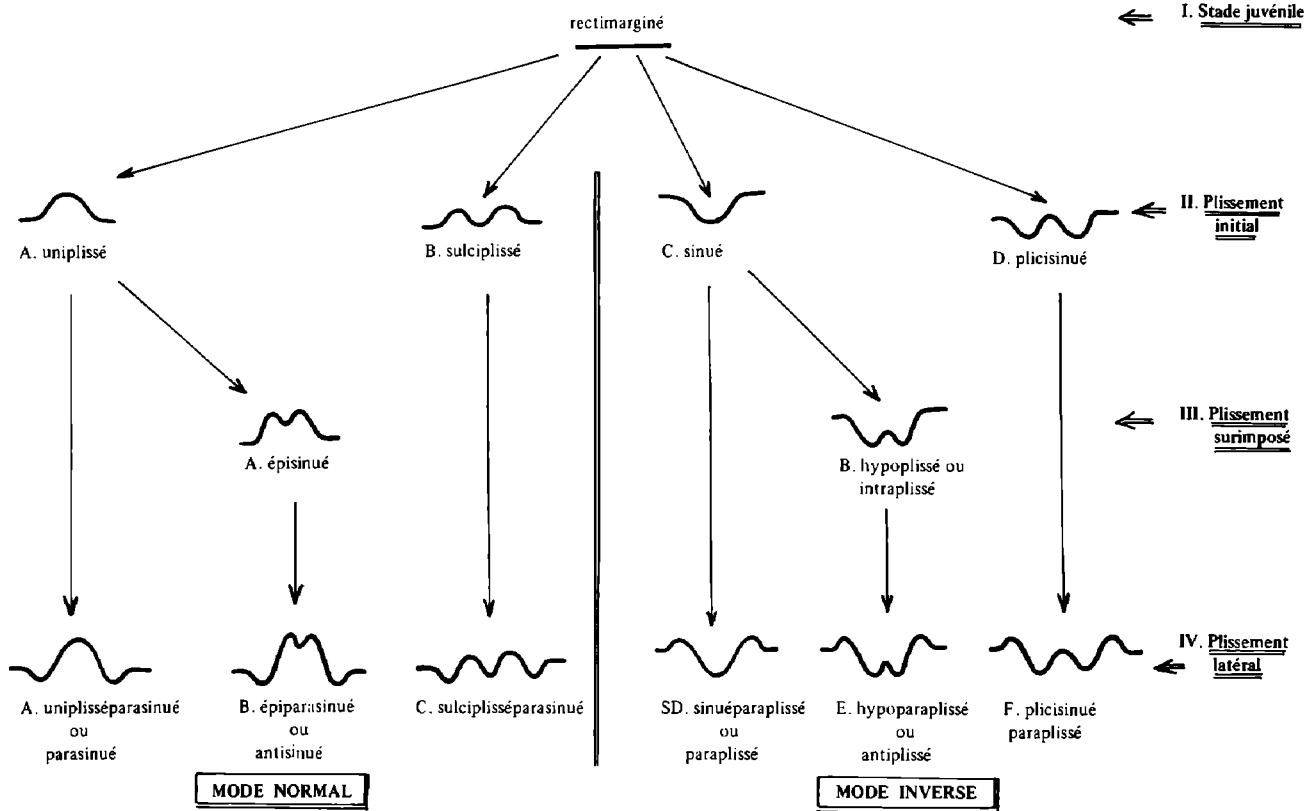 I. Stade juvénile
rectimarginé
A. uniplissé
B. sulciplissé
C. sinué
D. plicisinué
II. Plissement
initial
A. épisinué
B. hypoplissé ou
intraplissé
III. Plissement
surimposé
A. uniplisséparasinué
ou
parasinué
B. épiparasinué
ou
antisinué
C. sulciplisséparasinué
SD. sinuéparaplissé
ou
paraplissé
E. hypoparaplissé
ou
antiplissé
F. plicisinué
paraplissé
IV. Plissement
latéral
MODE NORMAL
MODE INVERSE